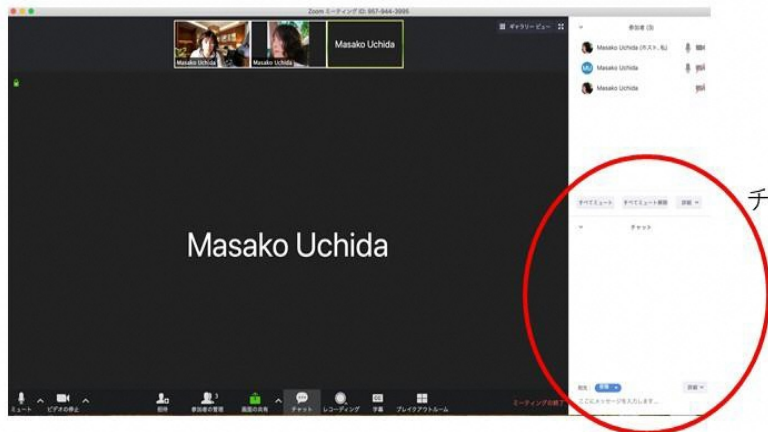 Zoom ミーティング ID: 957-944-3995
ギャラリービュー
Masako Uchida
Masako Uchida
Masako Uchida
Masako Uchida
ミュート
ビデオの停止
招待
参加者の管理
3
画面の共有
チャット
レコーディング
字幕
ブレイクアウトルーム
ミーティングの終了
参加者 (3)
Masako Uchida (ホスト, 私)
MU
Masako Uchida
Masako Uchida
すべてミュート
すべてミュート解除
詳細
チャット
宛先:
全員
詳細
ここにメッセージを入力します...
チ